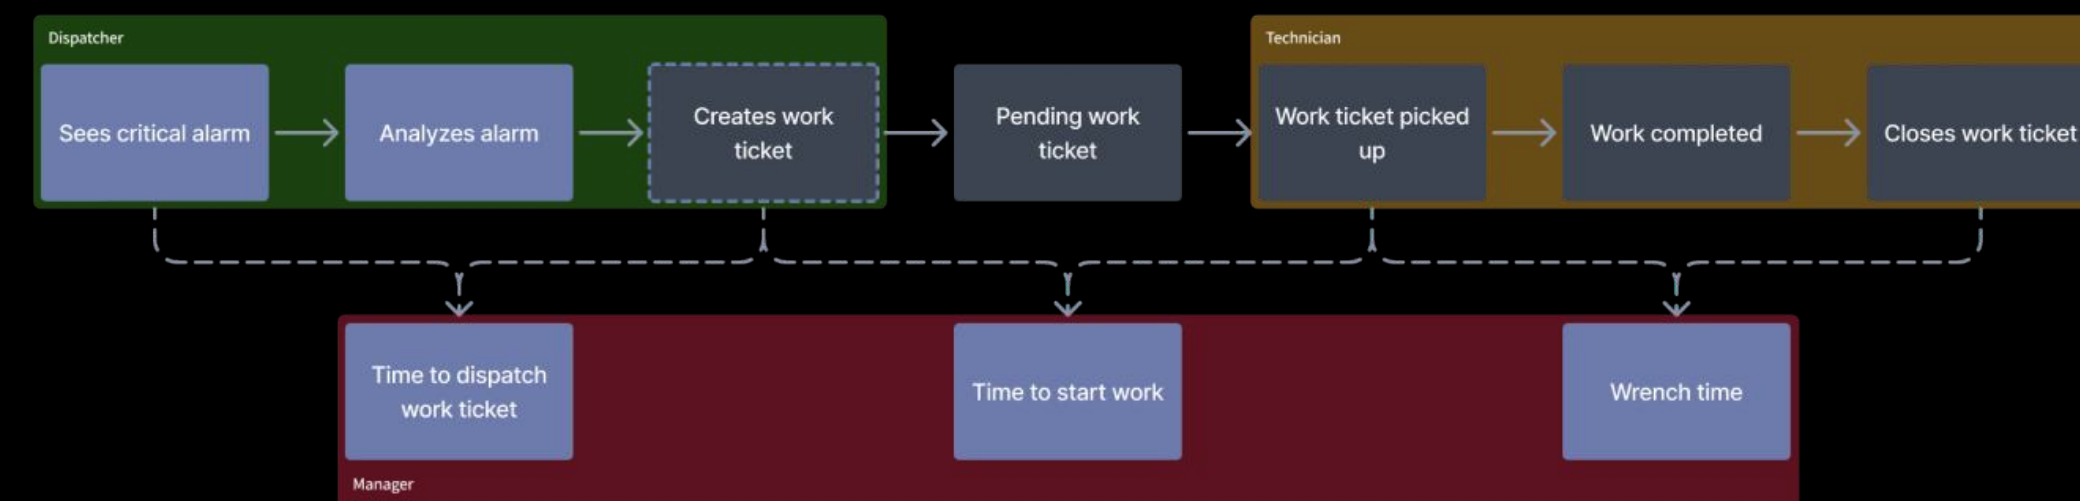 Dispatcher
Technician
Sees critical alarm
Analyzes alarm
Creates work
ticket
Pending work
ticket
Work ticket picked
up
Work completed
Closes work ticket
Time to dispatch
work ticket
Time to start work
Wrench time
Manager